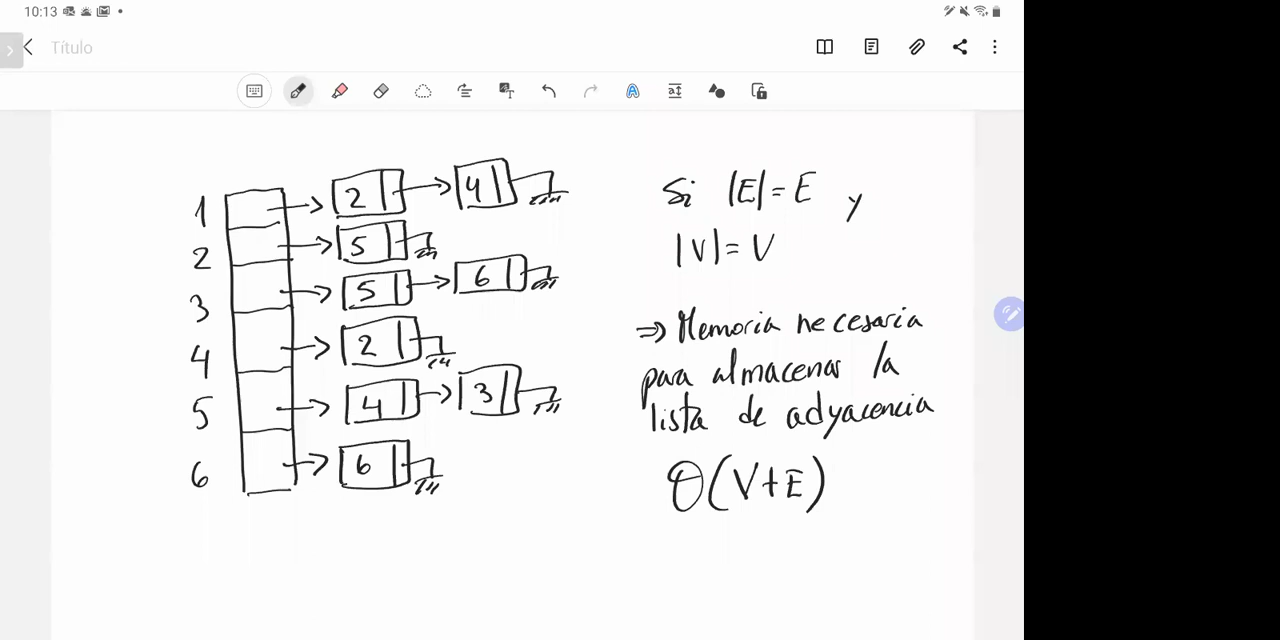 10:13
Título
1 2 4
2 5
3 5 6
4 2
5 4 3
6 6
Si |E| = E y
|V| = V
⇒ Memoria necesaria
para almacenar la
lista de adyacencia
Θ(V+E)